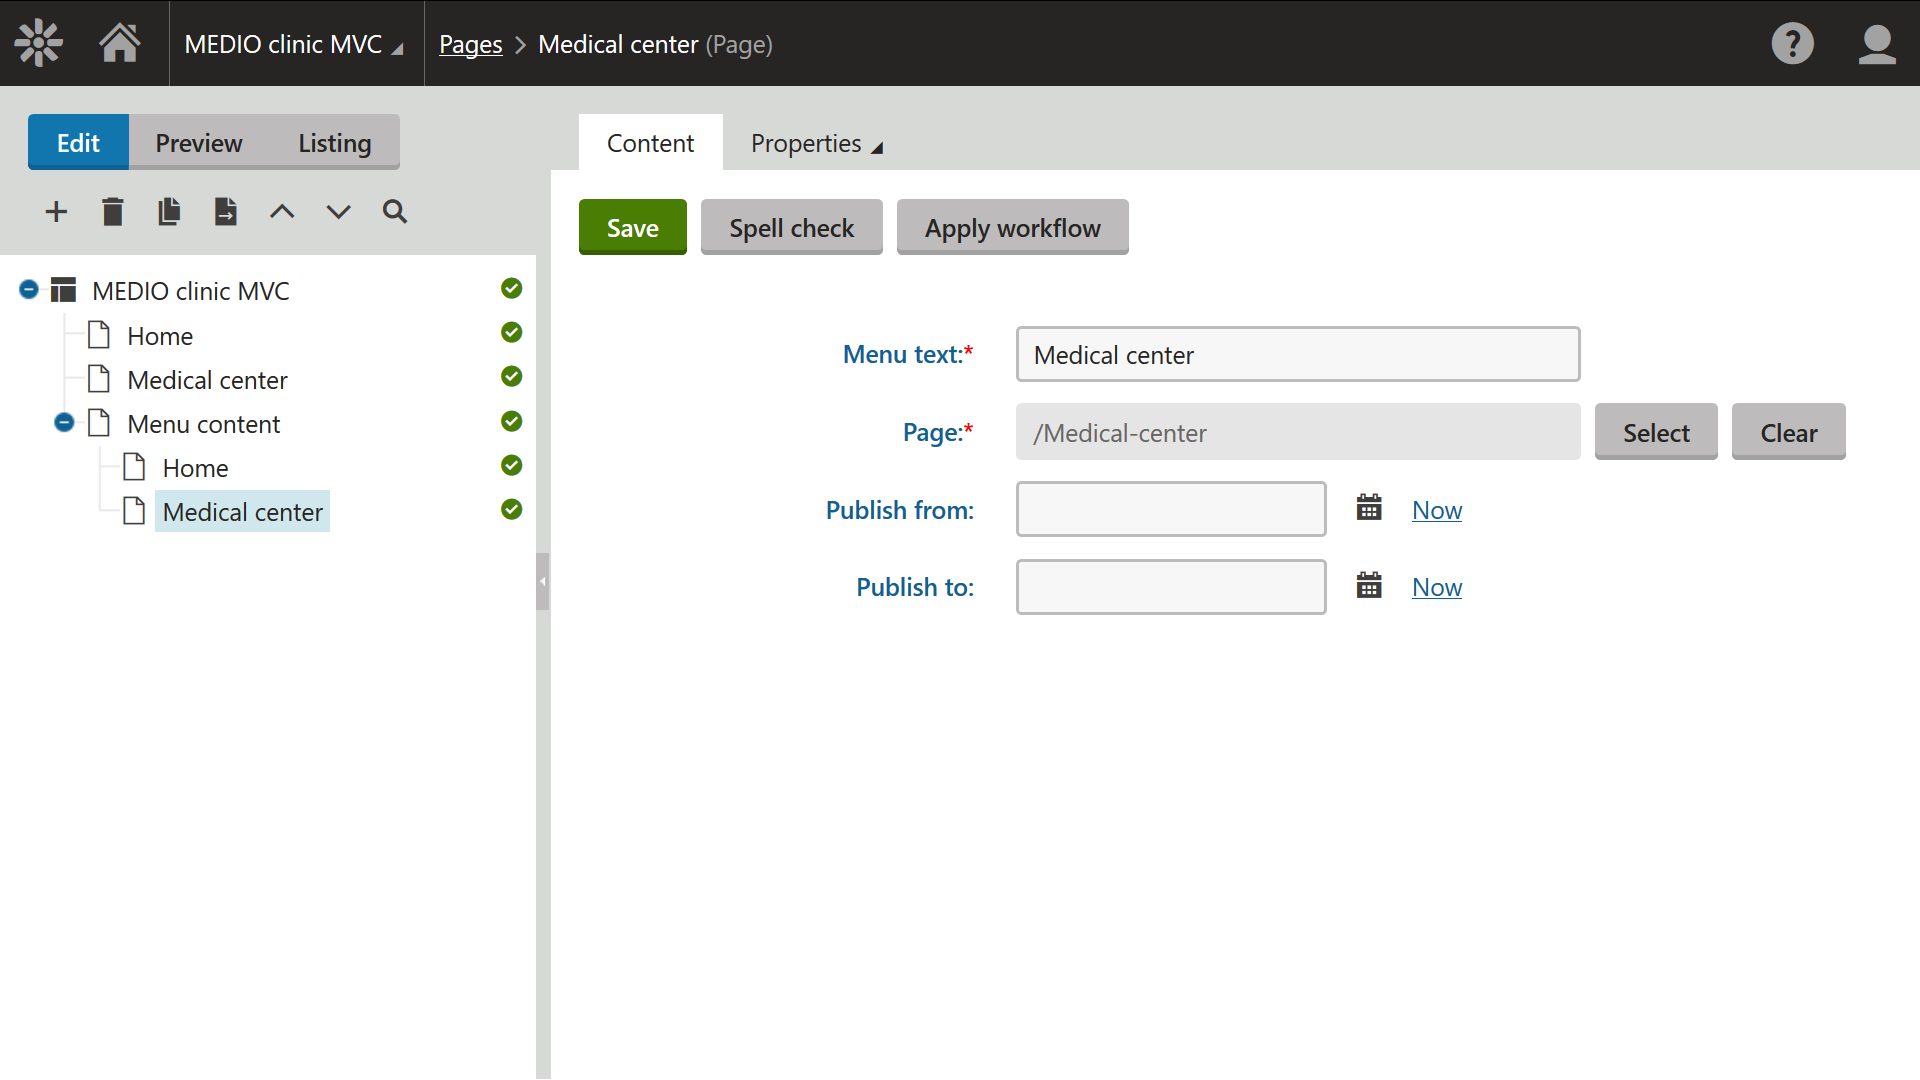 MEDIO clinic MVC
Pages > Medical center (Page)
?
Edit
Preview
Listing
Content
Properties
Save
Spell check
Apply workflow
MEDIO clinic MVC
Home
Medical center
Menu content
Home
Medical center
Menu text:* Medical center
Page:* /Medical-center Select Clear
Publish from: Now
Publish to: Now